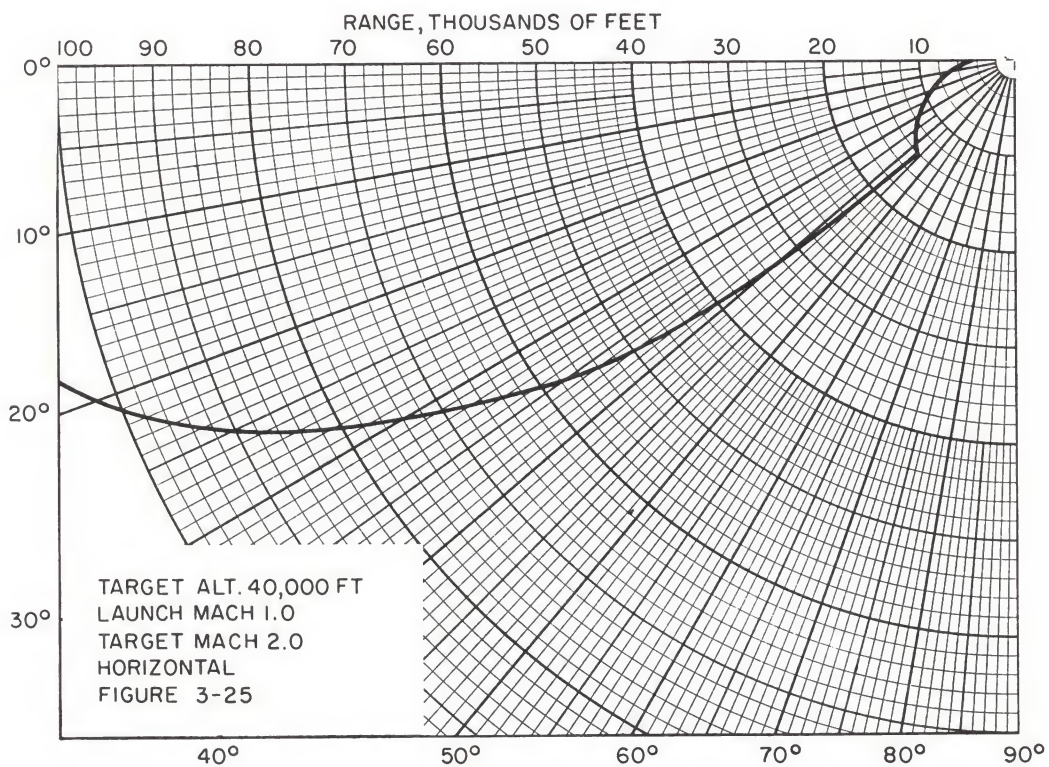 RANGE, THOUSANDS OF FEET
100 90 80 70 60 50 40 30 20 10
0°
10°
20°
30°
TARGET ALT. 40,000 FT
LAUNCH MACH 1.0
TARGET MACH 2.0
HORIZONTAL
FIGURE 3-25
40° 50° 60° 70° 80° 90°